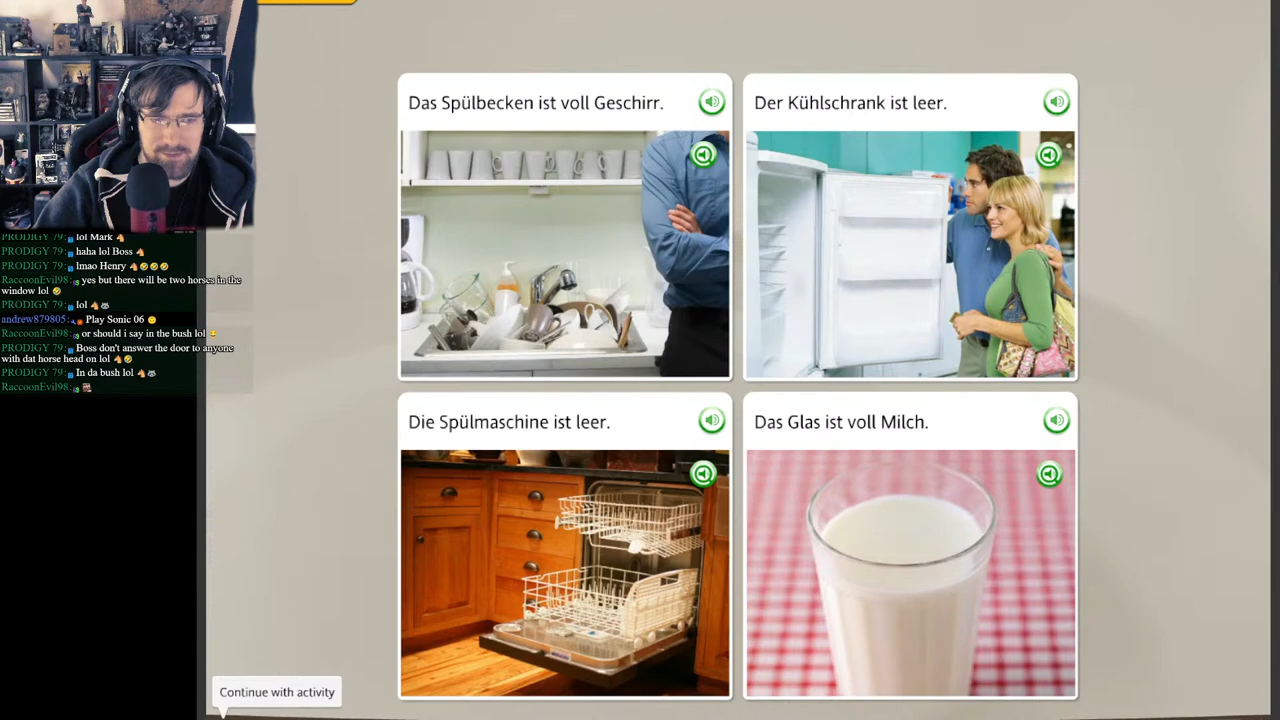 Das Spülbecken ist voll Geschirr.
Der Kühlschrank ist leer.
Die Spülmaschine ist leer.
Das Glas ist voll Milch.
PRODIGY 79: lol Mark
PRODIGY 79: haha lol Boss
PRODIGY 79: lmao Henry
RaccoonEvil98: yes but there will be two horses in the
window lol
PRODIGY 79: lol
andrew879805: Play Sonic 06
RaccoonEvil98: or should i say in the bush lol
PRODIGY 79: Boss don't answer the door to anyone
with dat horse head on lol
PRODIGY 79: In da bush lol
RaccoonEvil98:
Continue with activity